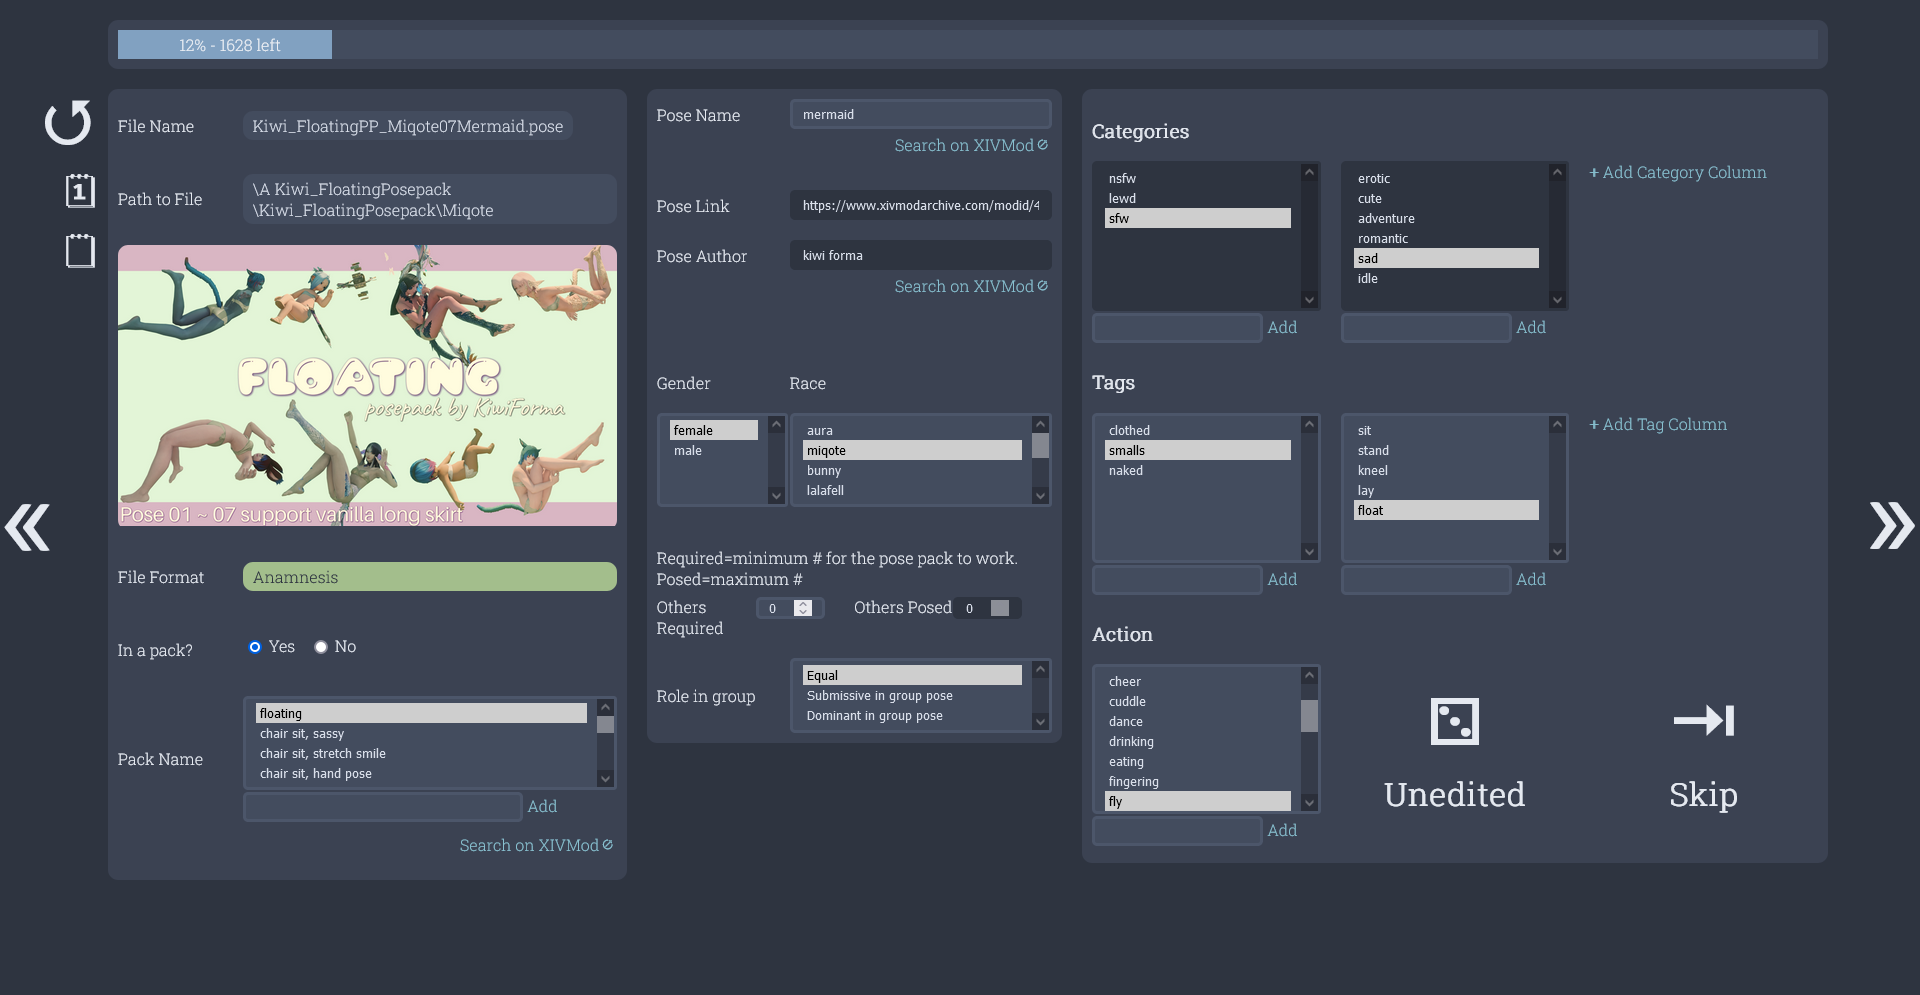 12% - 1628 left
File Name
Kiwi_FloatingPP_Miqote07Mermaid.pose
1
Path to File
\A Kiwi_FloatingPosepack
\Kiwi_FloatingPosepack\Miqote
FLOATING
posepack by KiwiForma
Pose 01 ~ 07 support vanilla long skirt
File Format
Anamnesis
In a pack?
Yes
No
Pack Name
floating
chair sit, sassy
chair sit, stretch smile
chair sit, hand pose
Add
Search on XIVMod
Pose Name
mermaid
Search on XIVMod
Pose Link
https://www.xivmodarchive.com/modid/4
Pose Author
kiwi forma
Search on XIVMod
Gender
Race
female
male
aura
miqote
bunny
lalafell
Required=minimum # for the pose pack to work.
Posed=maximum #
Others
Required
0
Others Posed
0
Role in group
Equal
Submissive in group pose
Dominant in group pose
Categories
nsfw
lewd
sfw
Add
erotic
cute
adventure
romantic
sad
idle
Add
+ Add Category Column
Tags
clothed
smalls
naked
Add
sit
stand
kneel
lay
float
Add
+ Add Tag Column
Action
cheer
cuddle
dance
drinking
eating
fingering
fly
Add
Unedited
Skip